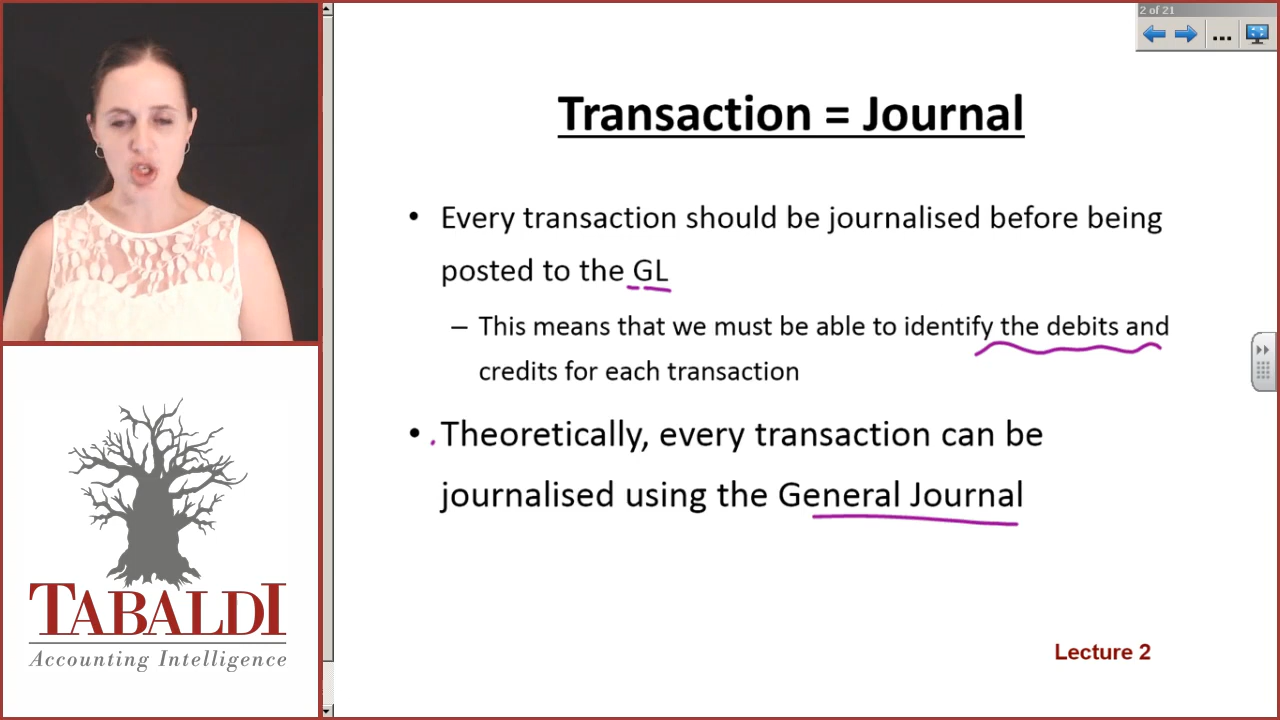 2 of 21
Transaction = Journal
• Every transaction should be journalised before being
posted to the GL
– This means that we must be able to identify the debits and
credits for each transaction
• Theoretically, every transaction can be
journalised using the General Journal
TABALDI
Accounting Intelligence
Lecture 2